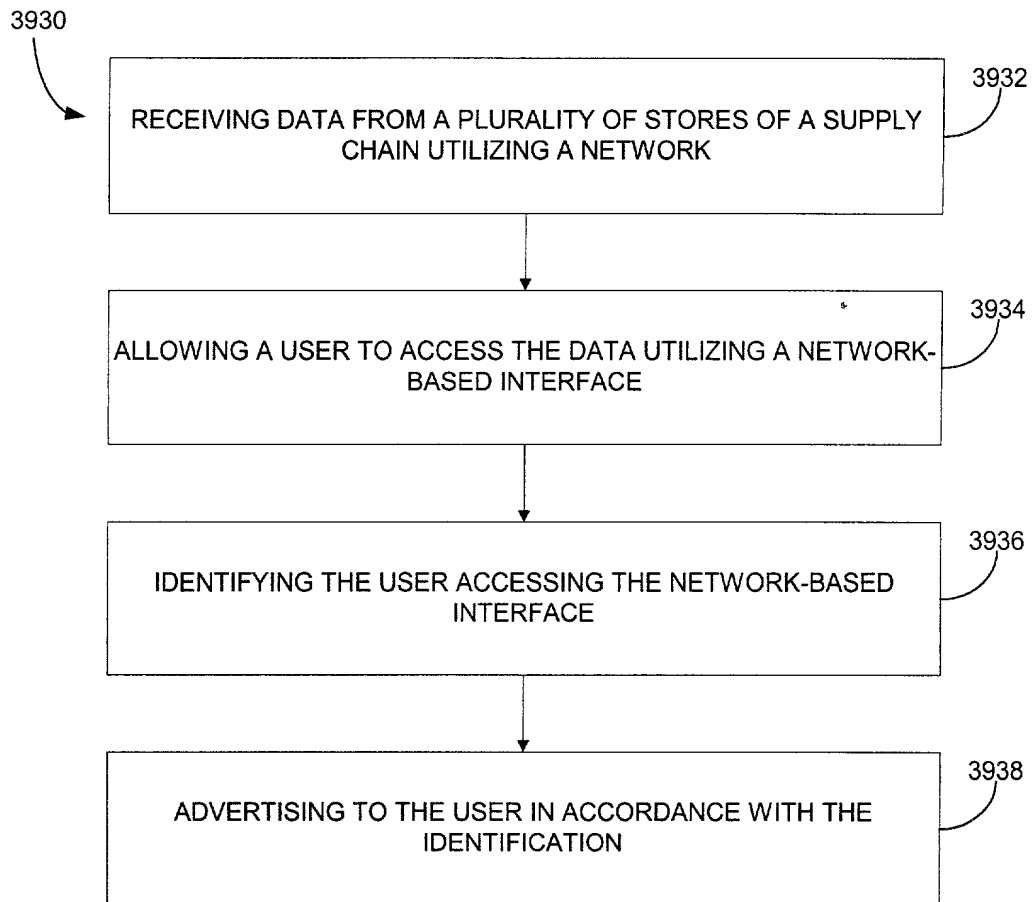 3930
3932
RECEIVING DATA FROM A PLURALITY OF STORES OF A SUPPLY
CHAIN UTILIZING A NETWORK
3934
ALLOWING A USER TO ACCESS THE DATA UTILIZING A NETWORK-
BASED INTERFACE
3936
IDENTIFYING THE USER ACCESSING THE NETWORK-BASED
INTERFACE
3938
ADVERTISING TO THE USER IN ACCORDANCE WITH THE
IDENTIFICATION